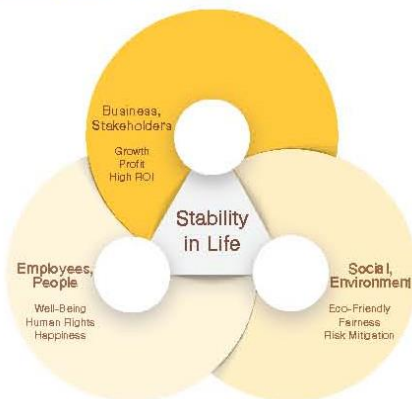 Business,
Stakeholders
Growth
Profit
High ROI
Stability
in Life
Employees,
People
Well-Being
Human Rights
Happiness
Social,
Environment
Eco-Friendly
Fairness
Risk Mitigation